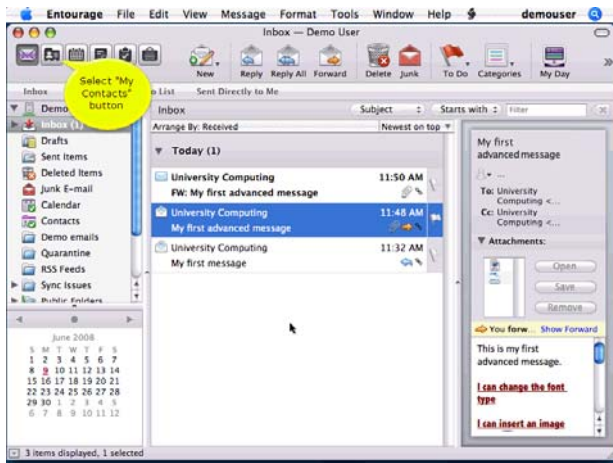 Entourage File Edit View Message Format Tools Window Help demouser
Inbox — Demo User
New Reply Reply All Forward Delete Junk To Do Categories My Day
Select "My
Contacts"
button
Inbox To List Sent Directly to Me
Demo
Inbox (1)
Drafts
Sent Items
Deleted Items
Junk E-mail
Calendar
Contacts
Demo emails
Quarantine
RSS Feeds
Sync Issues
Public Folders
June 2008
S M T W T F S
1 2 3 4 5 6 7
8 9 10 11 12 13 14
15 16 17 18 19 20 21
22 23 24 25 26 27 28
29 30 1 2 3 4 5
6 7 8 9 10 11 12
Inbox Subject Starts with Filter
Arrange By: Received Newest on top
Today (1)
University Computing 11:50 AM
FW: My first advanced message
University Computing 11:48 AM
My first advanced message
University Computing 11:32 AM
My first message
My first
advanced message
To: University
Computing <...
Cc: University
Computing <...
Attachments:
Open
Save
Remove
You forw... Show Forward
This is my first
advanced message.
I can change the font
type
I can insert an image
3 items displayed, 1 selected